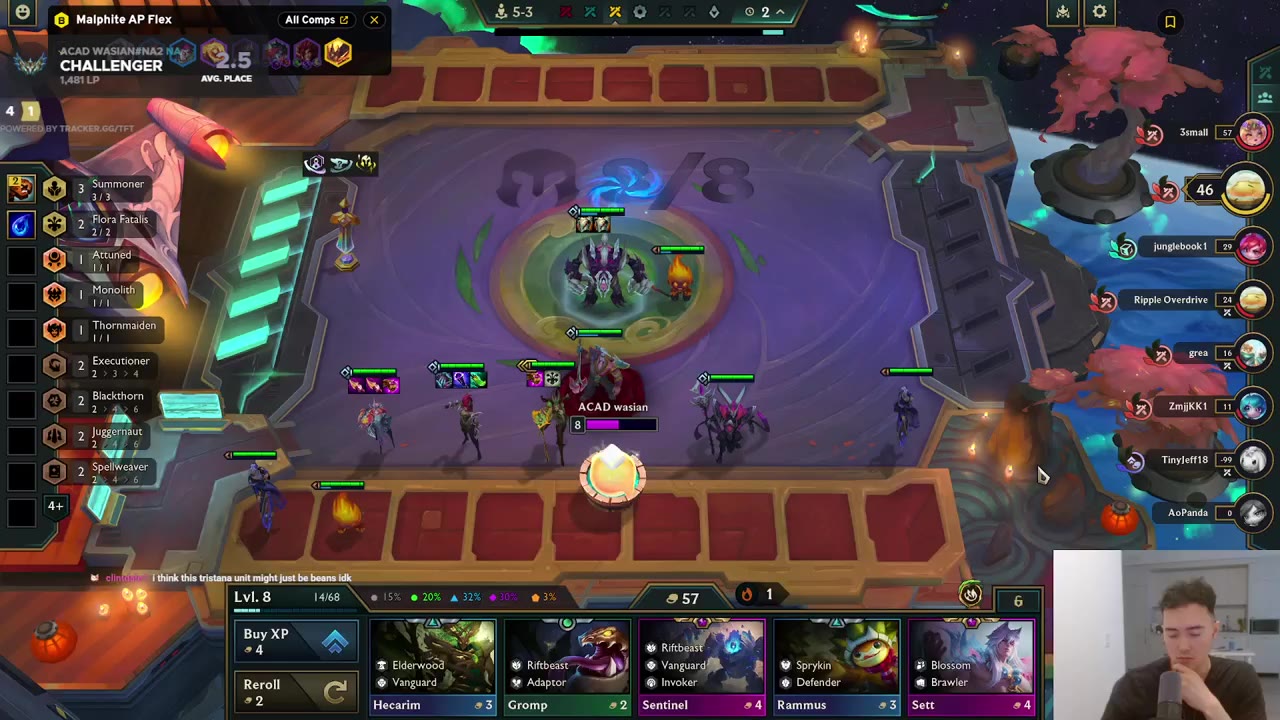 Malphite AP Flex
All Comps
ACAD WASIAN#NA2
CHALLENGER
1,481 LP
2.5
AVG. PLACE
4 1
POWERED BY TRACKER.GG/TFT
5-3
2
8/8
2
3 Summoner
3 / 3
2 Flora Fatalis
2 / 2
1 Attuned
1 / 1
1 Monolith
1 / 1
1 Thornmaiden
1 / 1
2 Executioner
2 > 3 > 4
2 Blackthorn
2 > 4 > 6
2 Juggernaut
2 > 4 > 6
2 Spellweaver
2 > 4 > 6
4+
3small 57
46
junglebook1 29
Ripple Overdrive 24
grea 16
ZmjjKK1 11
TinyJeff18 -99
AoPanda 0
ACAD wasian
8
i think this tristana unit might just be beans idk
Lvl. 8 14/68
15% 20% 32% 30% 3%
57
1
6
Buy XP
4
Reroll
2
Elderwood
Vanguard
Hecarim 3
Riftbeast
Adaptor
Gromp 2
Riftbeast
Vanguard
Invoker
Sentinel 4
Sprykin
Defender
Rammus 3
Blossom
Brawler
Sett 4